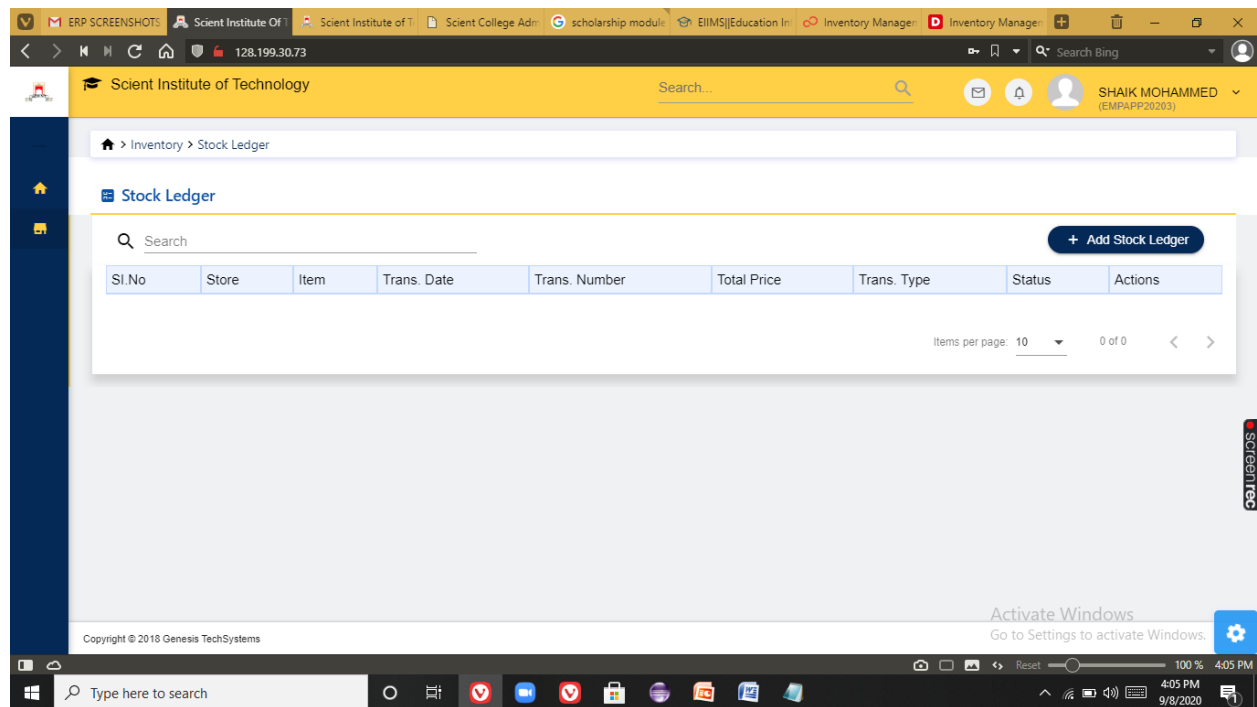 ERP SCREENSHOTS Scient Institute Of T Scient Institute of T Scient College Adm scholarship module EIIMS||Education In Inventory Manager Inventory Manager
128.199.30.73 Search Bing
Scient Institute of Technology Search... SHAIK MOHAMMED
(EMPAPP20203)
> Inventory > Stock Ledger
Stock Ledger
Search + Add Stock Ledger
Sl.No Store Item Trans. Date Trans. Number Total Price Trans. Type Status Actions
Items per page: 10 0 of 0
screenrec
Activate Windows
Copyright © 2018 Genesis TechSystems Go to Settings to activate Windows.
Reset 100 % 4:05 PM
Type here to search 4:05 PM
9/8/2020